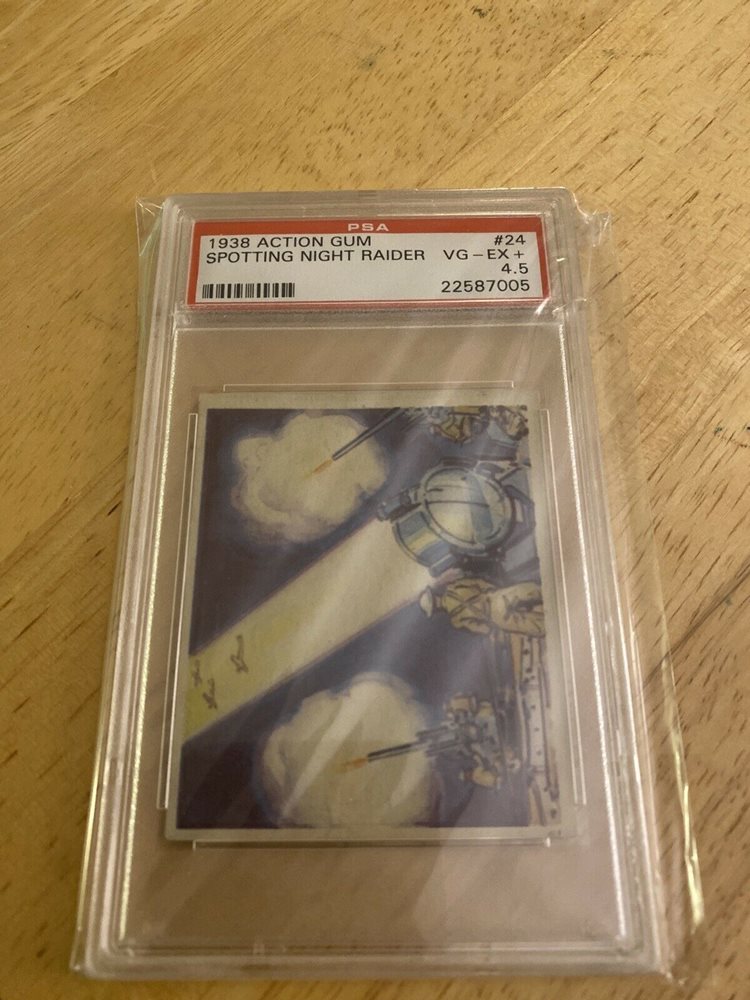 PSA
1938 ACTION GUM #24
SPOTTING NIGHT RAIDER VG-EX+
4.5
22587005